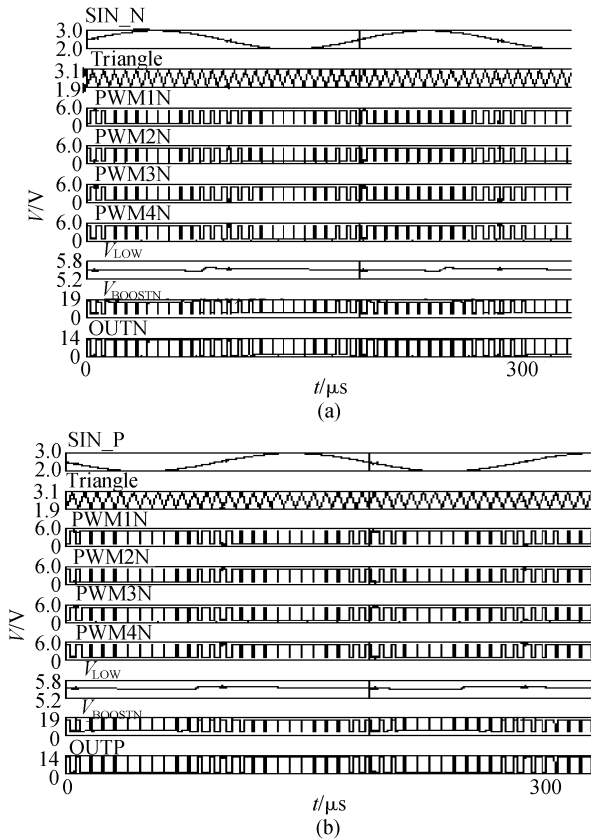 SIN_N
3.0
2.0
Triangle
3.1
1.9
PWM1N
6.0
0
PWM2N
6.0
0
PWM3N
6.0
0
PWM4N
6.0
0
V/N
V_LOW
5.8
5.2
V_BOOSTN
19
0
OUTN
14
0
0 300
t/μs
(a)
SIN_P
3.0
2.0
Triangle
3.1
1.9
PWM1N
6.0
0
PWM2N
6.0
0
PWM3N
6.0
0
PWM4N
6.0
0
V/N
V_LOW
5.8
5.2
V_BOOSTN
19
0
OUTP
14
0
0 300
t/μs
(b)